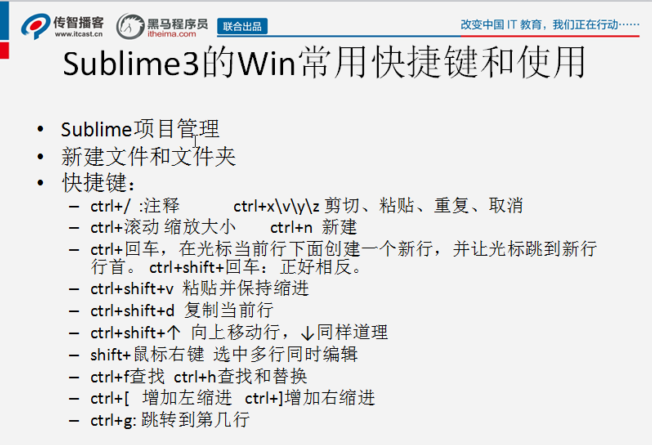 传智播客
www.itcast.cn
黑马程序员
itheima.com
联合出品
改变中国 IT 教育，我们正在行动……
Sublime3的Win常用快捷键和使用
• Sublime项目管理
• 新建文件和文件夹
• 快捷键：
– ctrl+/ :注释 ctrl+x\v\y\z 剪切、粘贴、重复、取消
– ctrl+滚动 缩放大小 ctrl+n 新建
– ctrl+回车，在光标当前行下面创建一个新行，并让光标跳到新行
行首。 ctrl+shift+回车：正好相反。
– ctrl+shift+v 粘贴并保持缩进
– ctrl+shift+d 复制当前行
– ctrl+shift+↑ 向上移动行，↓同样道理
– shift+鼠标右键 选中多行同时编辑
– ctrl+f查找 ctrl+h查找和替换
– ctrl+[ 增加左缩进 ctrl+]增加右缩进
– ctrl+g: 跳转到第几行